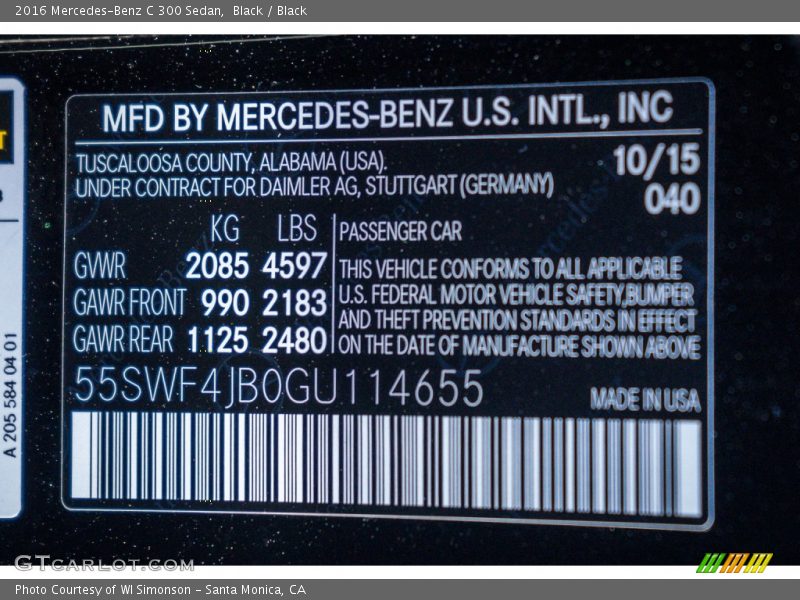 2016 Mercedes-Benz C 300 Sedan, Black / Black
MFD BY MERCEDES-BENZ U.S. INTL., INC
TUSCALOOSA COUNTY, ALABAMA (USA). 10/15
UNDER CONTRACT FOR DAIMLER AG, STUTTGART (GERMANY) 040
KG LBS PASSENGER CAR
GVWR 2085 4597 THIS VEHICLE CONFORMS TO ALL APPLICABLE
GAWR FRONT 990 2183 U.S. FEDERAL MOTOR VEHICLE SAFETY,BUMPER
AND THEFT PREVENTION STANDARDS IN EFFECT
GAWR REAR 1125 2480 ON THE DATE OF MANUFACTURE SHOWN ABOVE
55SWF4JB0GU114655 MADE IN USA
A 205 584 04 01
GTcarlot.com
Photo Courtesy of WI Simonson - Santa Monica, CA